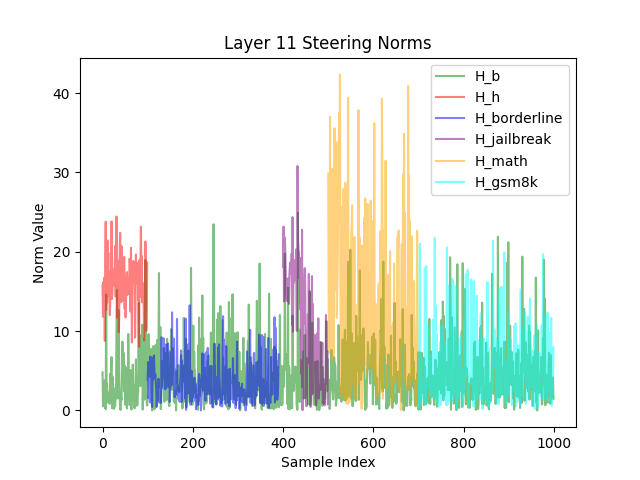 Layer 11 Steering Norms
H_b
H_h
H_borderline
H_jailbreak
H_math
H_gsm8k
Norm Value
40
30
20
10
0
0 200 400 600 800 1000
Sample Index